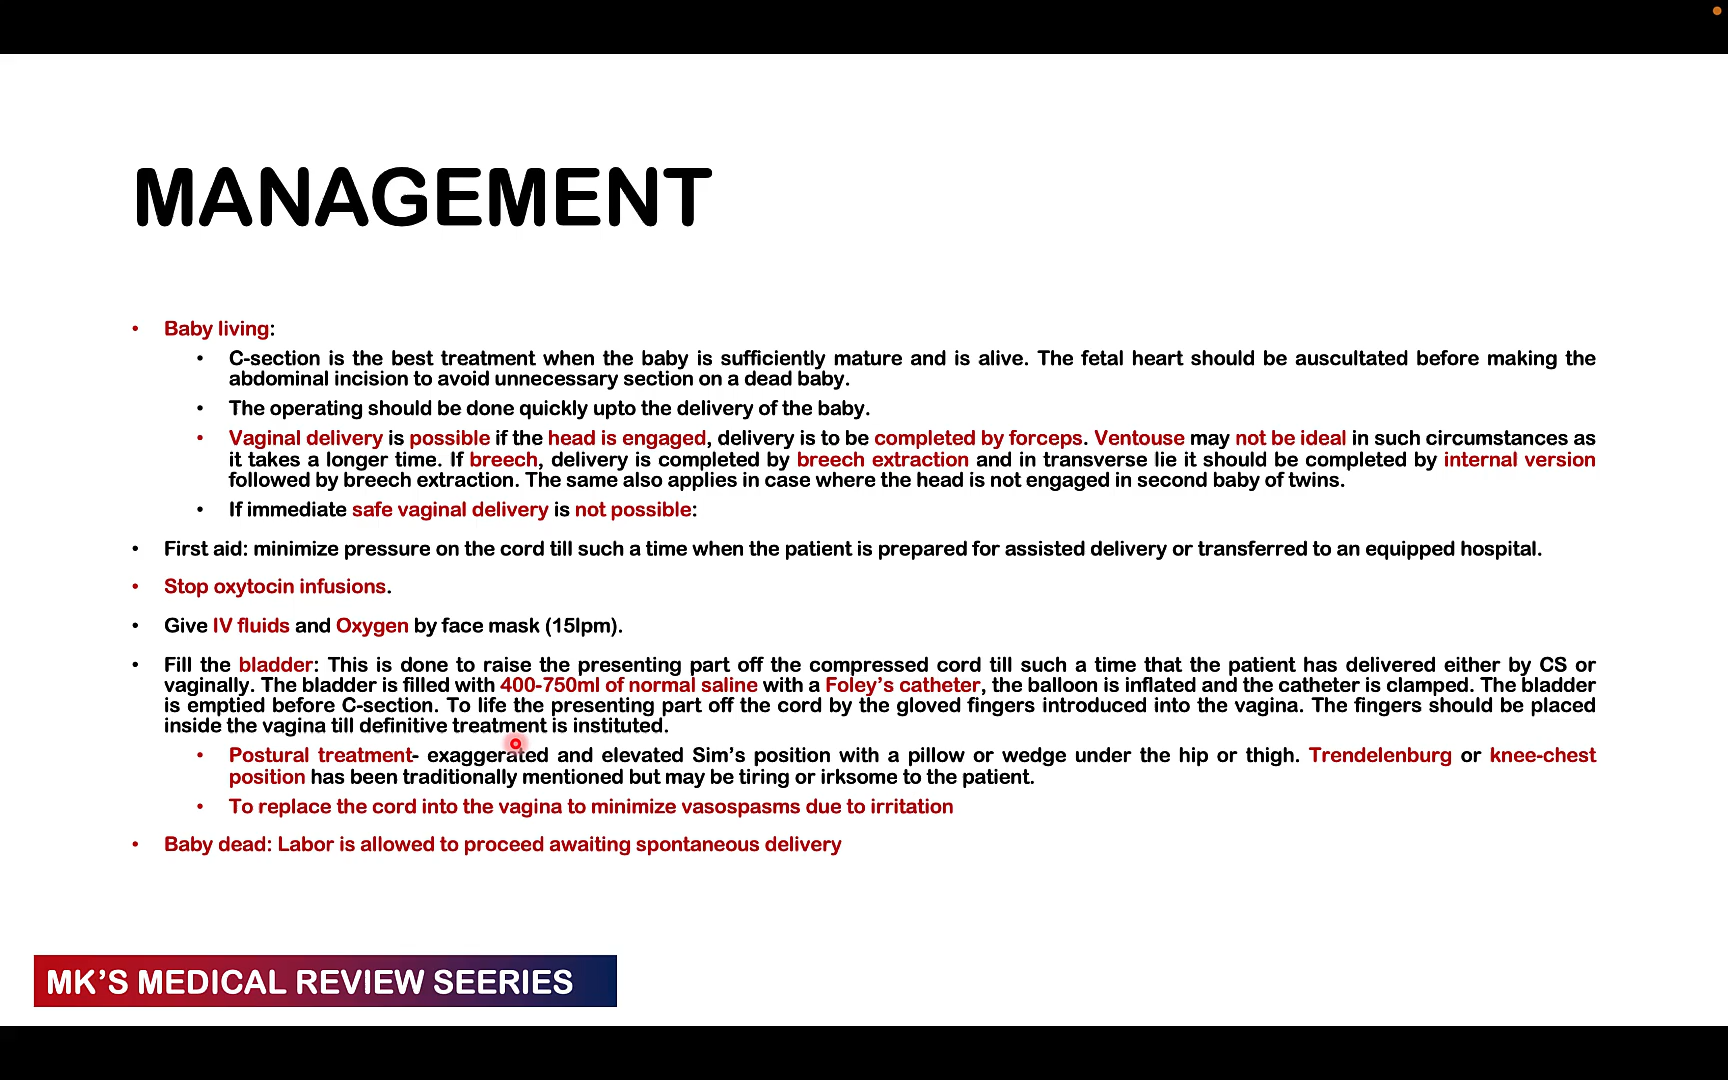 MANAGEMENT
• Baby living:
• C-section is the best treatment when the baby is sufficiently mature and is alive. The fetal heart should be auscultated before making the
abdominal incision to avoid unnecessary section on a dead baby.
• The operating should be done quickly upto the delivery of the baby.
• Vaginal delivery is possible if the head is engaged, delivery is to be completed by forceps. Ventouse may not be ideal in such circumstances as
it takes a longer time. If breech, delivery is completed by breech extraction and in transverse lie it should be completed by internal version
followed by breech extraction. The same also applies in case where the head is not engaged in second baby of twins.
• If immediate safe vaginal delivery is not possible:
• First aid: minimize pressure on the cord till such a time when the patient is prepared for assisted delivery or transferred to an equipped hospital.
• Stop oxytocin infusions.
• Give IV fluids and Oxygen by face mask (15lpm).
• Fill the bladder: This is done to raise the presenting part off the compressed cord till such a time that the patient has delivered either by CS or
vaginally. The bladder is filled with 400-750ml of normal saline with a Foley’s catheter, the balloon is inflated and the catheter is clamped. The bladder
is emptied before C-section. To life the presenting part off the cord by the gloved fingers introduced into the vagina. The fingers should be placed
inside the vagina till definitive treatment is instituted.
• Postural treatment- exaggerated and elevated Sim’s position with a pillow or wedge under the hip or thigh. Trendelenburg or knee-chest
position has been traditionally mentioned but may be tiring or irksome to the patient.
• To replace the cord into the vagina to minimize vasospasms due to irritation
• Baby dead: Labor is allowed to proceed awaiting spontaneous delivery
MK’S MEDICAL REVIEW SEERIES